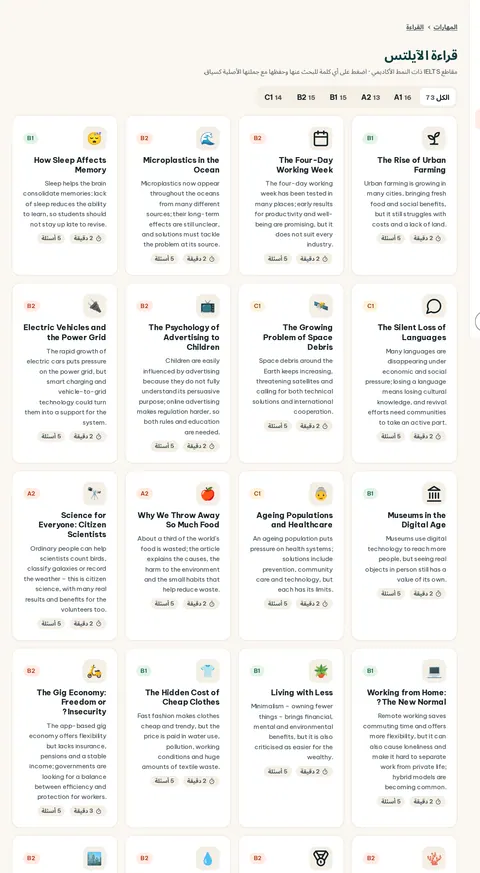 المهارات › القراءة
قراءة الآيلتس
مقاطع IELTS ذات النمط الأكاديمي · اضغط على أي كلمة للبحث عنها وحفظها مع جملتها الأصلية كسياق.
الكل 73 A1 16 A2 13 B1 15 B2 15 C1 14
B1
The Rise of Urban
Farming
Urban farming is growing in
many cities, bringing fresh
food and social benefits,
but it still struggles with
costs and a lack of land.
2 دقيقة 5 أسئلة
B2
The Four-Day
Working Week
The four-day working
week has been tested in
many places; early results
for productivity and well-
being are promising, but it
does not suit every
industry.
2 دقيقة 5 أسئلة
B2
Microplastics in the
Ocean
Microplastics now appear
throughout the oceans
from many different
sources; their long-term
effects are still unclear,
and solutions must tackle
the problem at its source.
2 دقيقة 5 أسئلة
B1
How Sleep Affects
Memory
Sleep helps the brain
consolidate memories; lack
of sleep reduces the ability
to learn, so students should
not stay up late to revise.
2 دقيقة 5 أسئلة
C1
The Silent Loss of
Languages
Many languages are
disappearing under
economic and social
pressure; losing a language
means losing cultural
knowledge, and revival
efforts need communities
to take an active part.
2 دقيقة 5 أسئلة
C1
The Growing
Problem of Space
Debris
Space debris around the
Earth keeps increasing,
threatening satellites and
calling for both technical
solutions and international
cooperation.
2 دقيقة 5 أسئلة
B2
The Psychology of
Advertising to
Children
Children are easily
influenced by advertising
because they do not fully
understand its persuasive
purpose; online advertising
makes regulation harder, so
both rules and education
are needed.
2 دقيقة 5 أسئلة
B2
Electric Vehicles and
the Power Grid
The rapid growth of
electric cars puts pressure
on the power grid, but
smart charging and
vehicle-to-grid
technology could turn
them into a support for the
system.
2 دقيقة 5 أسئلة
B1
Museums in the
Digital Age
Museums use digital
technology to reach more
people, but seeing real
objects in person still has a
value of its own.
2 دقيقة 5 أسئلة
C1
Ageing Populations
and Healthcare
An ageing population puts
pressure on health systems;
solutions include
prevention, community
care and technology, but
each has its limits.
2 دقيقة 5 أسئلة
A2
Why We Throw Away
So Much Food
About a third of the world's
food is wasted; the article
explains the causes, the
harm to the environment
and the small habits that
help reduce waste.
2 دقيقة 5 أسئلة
A2
Science for
Everyone: Citizen
Scientists
Ordinary people can help
scientists count birds,
classify galaxies or record
the weather – this is citizen
science, with many real
results and benefits for the
volunteers too.
2 دقيقة 5 أسئلة
B1
Working from Home:
?The New Normal
Remote working saves
commuting time and offers
more flexibility, but it can
also cause loneliness and
make it hard to separate
work from private life;
hybrid models are
becoming common.
2 دقيقة 5 أسئلة
B1
Living with Less
Minimalism – owning fewer
things – brings financial,
mental and environmental
benefits, but it is also
criticised as easier for the
wealthy.
2 دقيقة 5 أسئلة
B1
The Hidden Cost of
Cheap Clothes
Fast fashion makes clothes
cheap and trendy, but the
price is paid in water use,
pollution, working
conditions and huge
amounts of textile waste.
2 دقيقة 5 أسئلة
B2
The Gig Economy:
Freedom or
?Insecurity
The app-based gig
economy offers flexibility
but lacks insurance,
pensions and a stable
income; governments are
looking for a balance
between efficiency and
protection for workers.
3 دقيقة 5 أسئلة
B2
B2
B2
B2